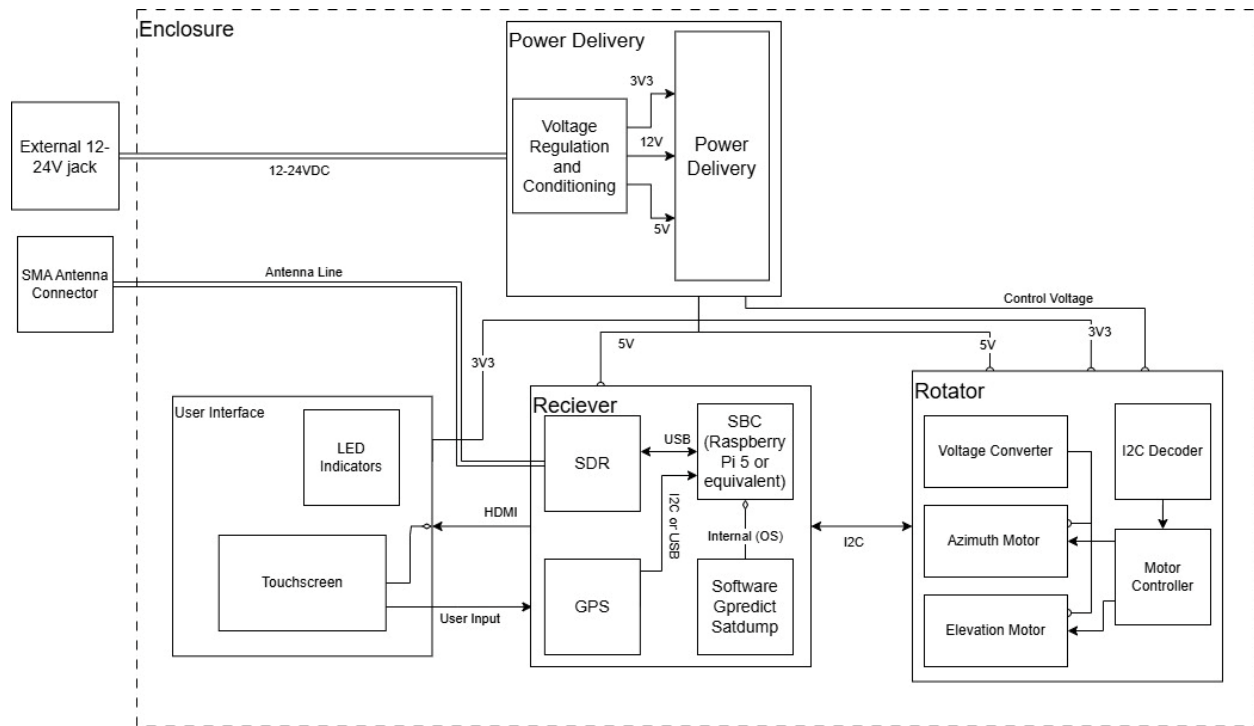 Enclosure
Power Delivery
3V3
12V
5V
Voltage
Regulation
and
Conditioning
Power
Delivery
External 12-
24V jack
12-24VDC
SMA Antenna
Connector
Antenna Line
Control Voltage
5V
3V3
5V
3V3
User Interface
LED
Indicators
Touchscreen
HDMI
User Input
Reciever
SDR
USB
SBC
(Raspberry
Pi 5 or
equivalent)
I2C or USB
Internal (OS)
GPS
Software
Gpredict
Satdump
I2C
Rotator
Voltage Converter
I2C Decoder
Azimuth Motor
Motor
Controller
Elevation Motor